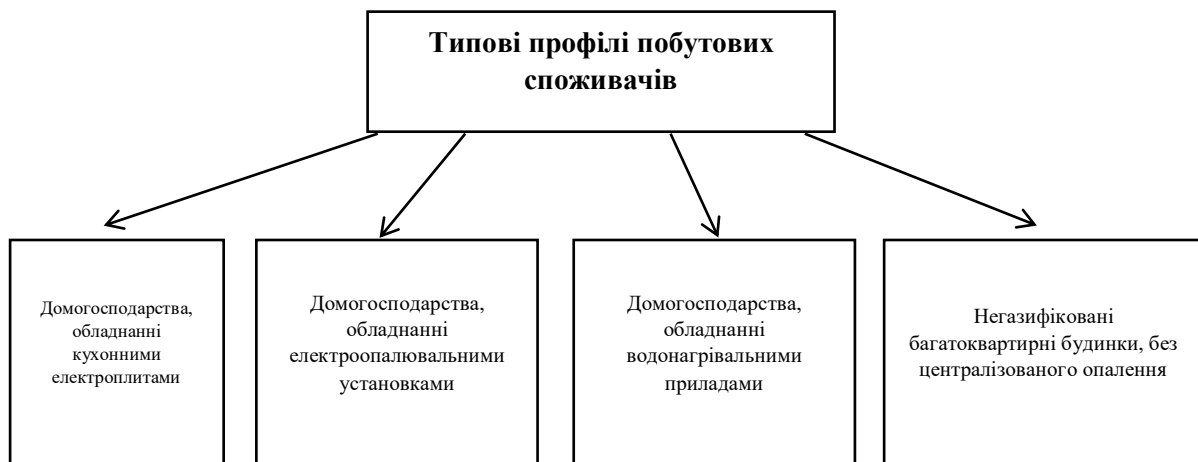 Типові профілі побутових
споживачів
Домогосподарства,
обладнанні
кухонними
електроплитами
Домогосподарства,
обладнанні
електроопалювальними
установками
Домогосподарства,
обладнанні
водонагрівальними
приладами
Негазифіковані
багатоквартирні будинки, без
централізованого опалення